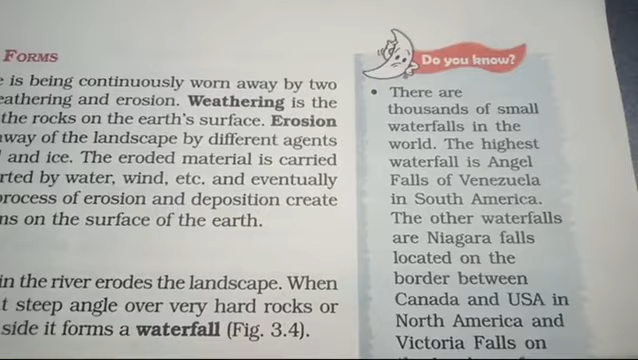 FORMS
e is being continuously worn away by two
eathering and erosion. Weathering is the
the rocks on the earth's surface. Erosion
way of the landscape by different agents
and ice. The eroded material is carried
rted by water, wind, etc. and eventually
rocess of erosion and deposition create
ns on the surface of the earth.
in the river erodes the landscape. When
t steep angle over very hard rocks or
side it forms a waterfall (Fig. 3.4).
Do you know?
• There are
thousands of small
waterfalls in the
world. The highest
waterfall is Angel
Falls of Venezuela
in South America.
The other waterfalls
are Niagara falls
located on the
border between
Canada and USA in
North America and
Victoria Falls on